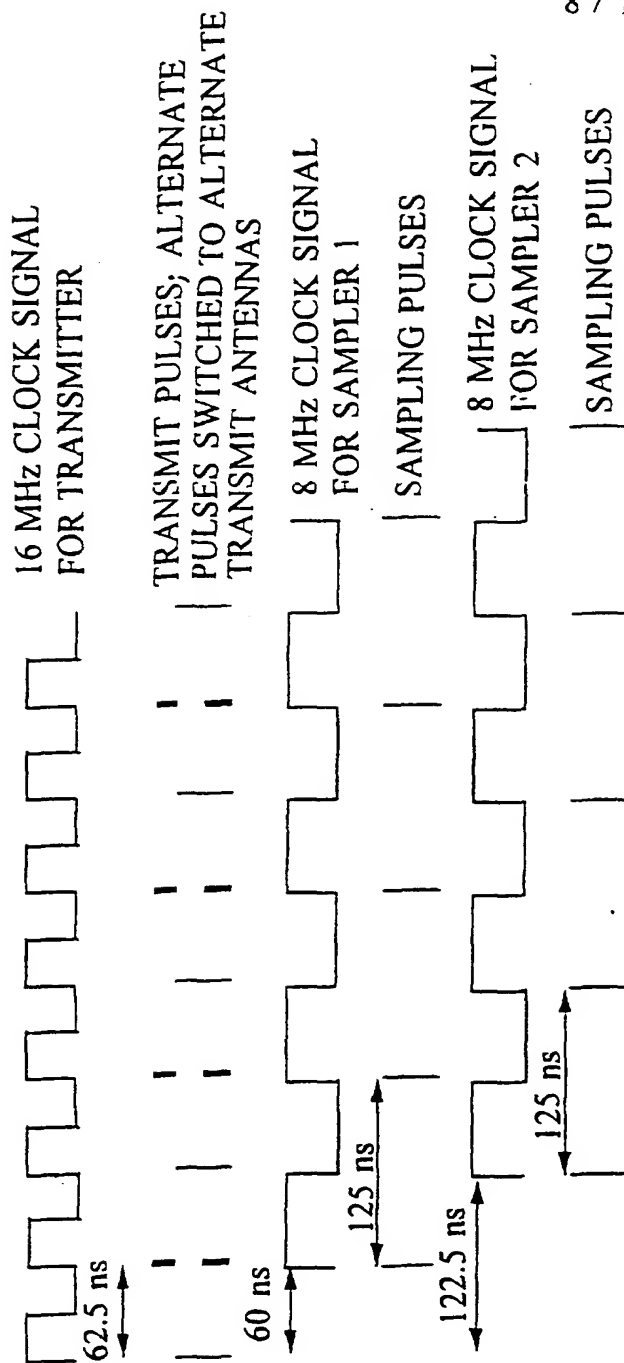 16 MHz CLOCK SIGNAL
FOR TRANSMITTER
62.5 ns
TRANSMIT PULSES; ALTERNATE
PULSES SWITCHED TO ALTERNATE
TRANSMIT ANTENNAS
8 MHz CLOCK SIGNAL
FOR SAMPLER 1
60 ns
SAMPLING PULSES
125 ns
8 MHz CLOCK SIGNAL
FOR SAMPLER 2
122.5 ns
SAMPLING PULSES
125 ns